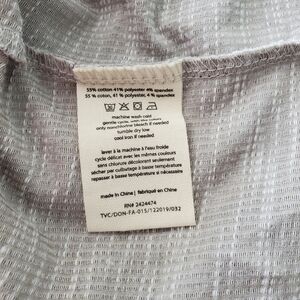 55% cotton 41% polyester 4% spandex
55 % coton, 41 % polyester, 4 % spandex
machine wash cold
gentle cycle, with like colors
only nonchlorine bleach if needed
tumble dry low
cool iron if needed
laver à la machine à l'eau froide
cycle délicat avec les mêmes couleurs
sans chlorure décolorant seulement
sécher par culbutage à basse température
repasser à basse température
si nécessaire
made in China | fabriqué en Chine
RN# 2424474
TVC/DON-FA-015/122019/032